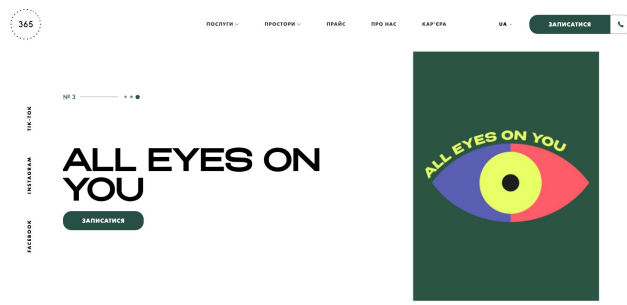 365
ПОСЛУГИ
ПРОСТОРИ
ПРАЙС
ПРО НАС
КАР'ЄРА
UA
ЗАПИСАТИСЯ
№ 3
TIK-TOK
INSTAGRAM
FACEBOOK
ALL EYES ON
YOU
ЗАПИСАТИСЯ
ALL EYES ON YOU